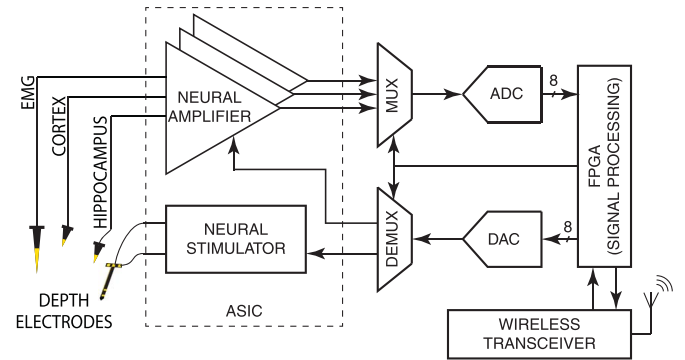 EMG
CORTEX
HIPPOCAMPUS
DEPTH
ELECTRODES
NEURAL
AMPLIFIER
NEURAL
STIMULATOR
ASIC
MUX
DEMUX
ADC
8
DAC
8
FPGA
(SIGNAL PROCESSING)
WIRELESS
TRANSCEIVER